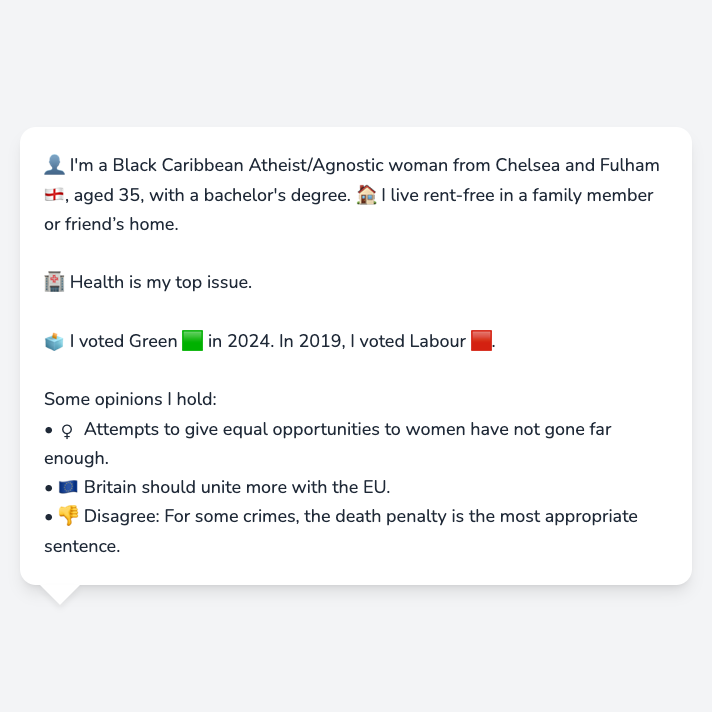 👤 I'm a Black Caribbean Atheist/Agnostic woman from Chelsea and Fulham
🏴󠁧󠁢󠁥󠁮󠁧󠁿, aged 35, with a bachelor's degree. 🏠 I live rent-free in a family member
or friend’s home.
🏥 Health is my top issue.
🗳️ I voted Green 🟩 in 2024. In 2019, I voted Labour 🟥.
Some opinions I hold:
• ♀️ Attempts to give equal opportunities to women have not gone far
enough.
• 🇪🇺 Britain should unite more with the EU.
• 👎 Disagree: For some crimes, the death penalty is the most appropriate
sentence.